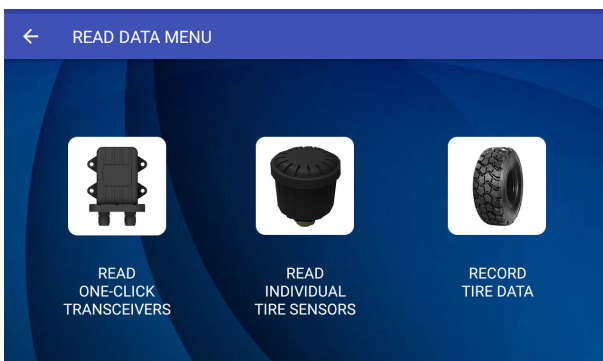 READ DATA MENU
READ
ONE-CLICK
TRANSCEIVERS
READ
INDIVIDUAL
TIRE SENSORS
RECORD
TIRE DATA